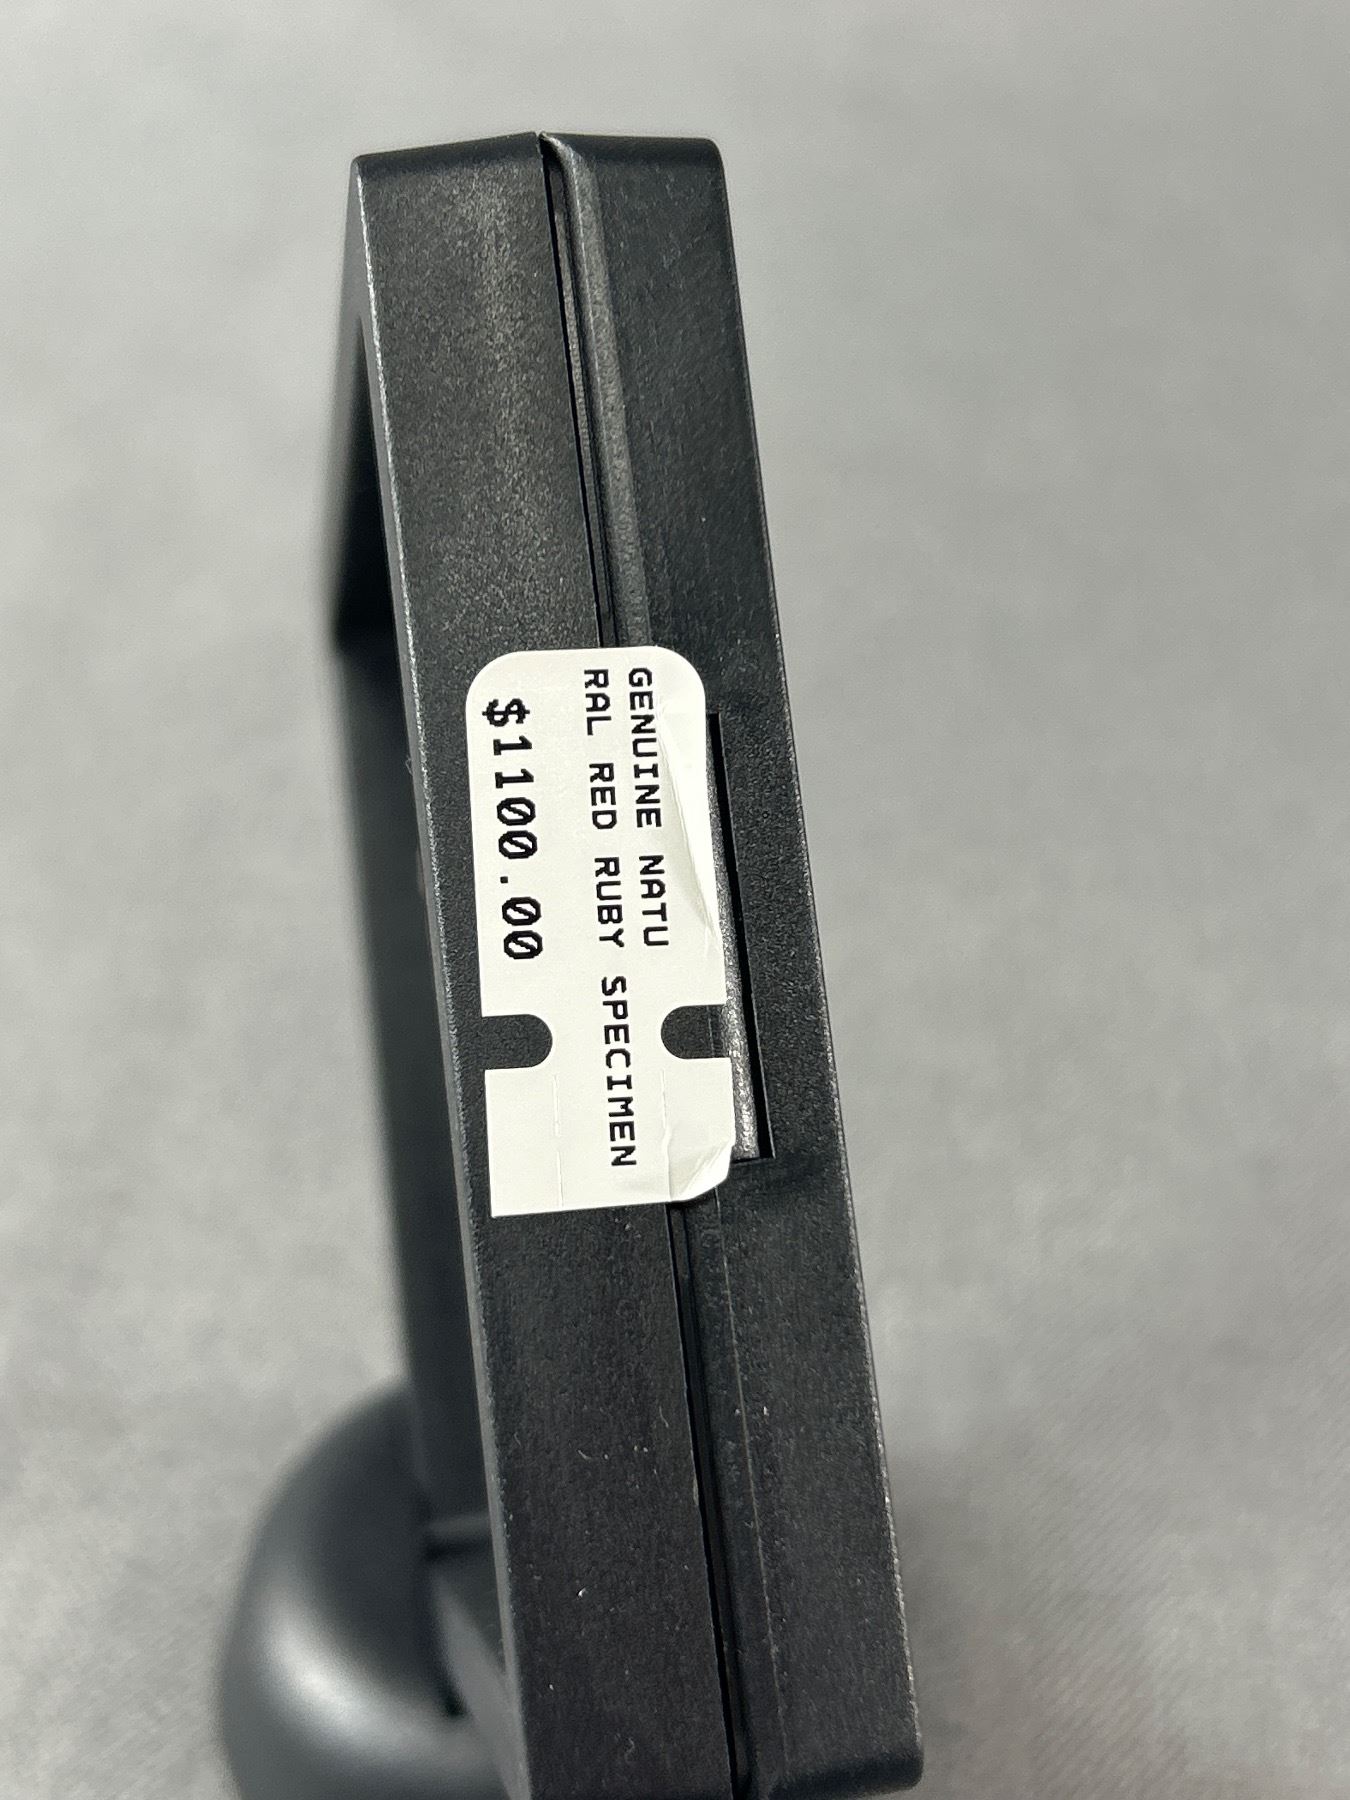 GENUINE NATU
RAL RED RUBY SPECIMEN
$1100.00